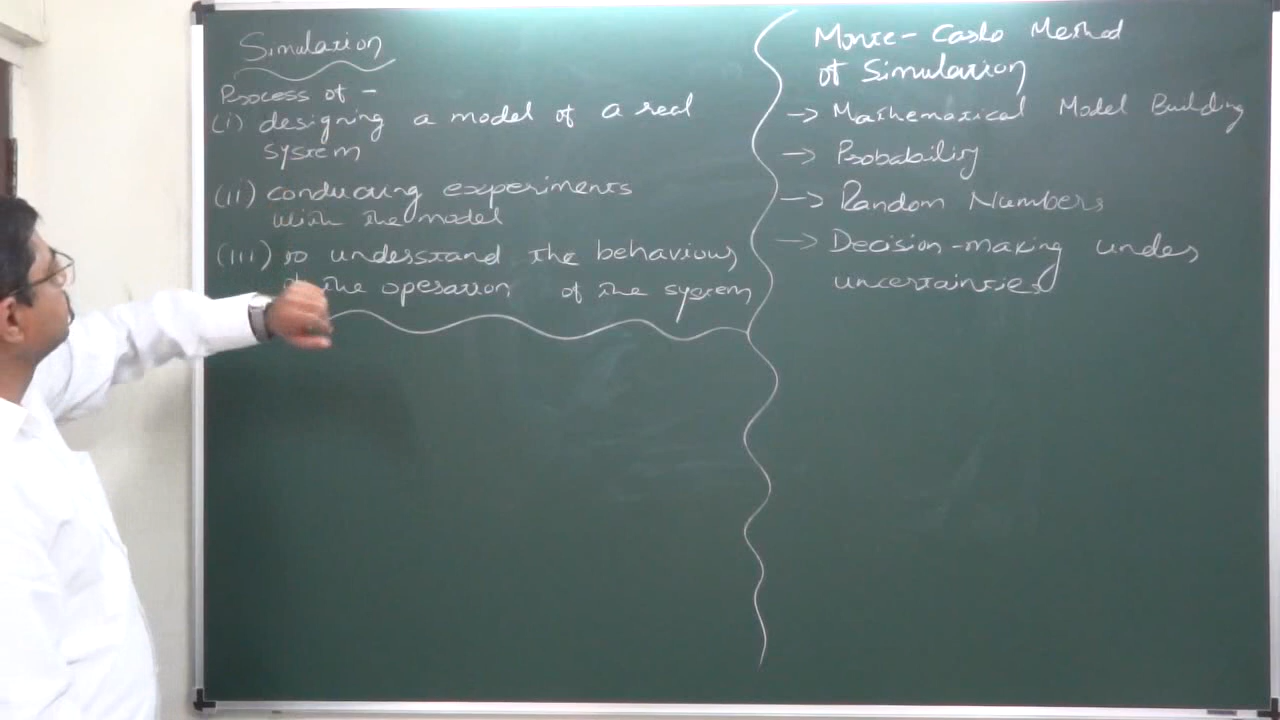 Simulation
Process of -
(i) designing a model of a real
system
(ii) conducting experiments
with the model
(iii) to understand the behaviour
the operation of the system
Monte-Carlo Method
of Simulation
→ Mathematical Model Building
→ Probability
→ Random Numbers
→ Decision-making under
uncertainties